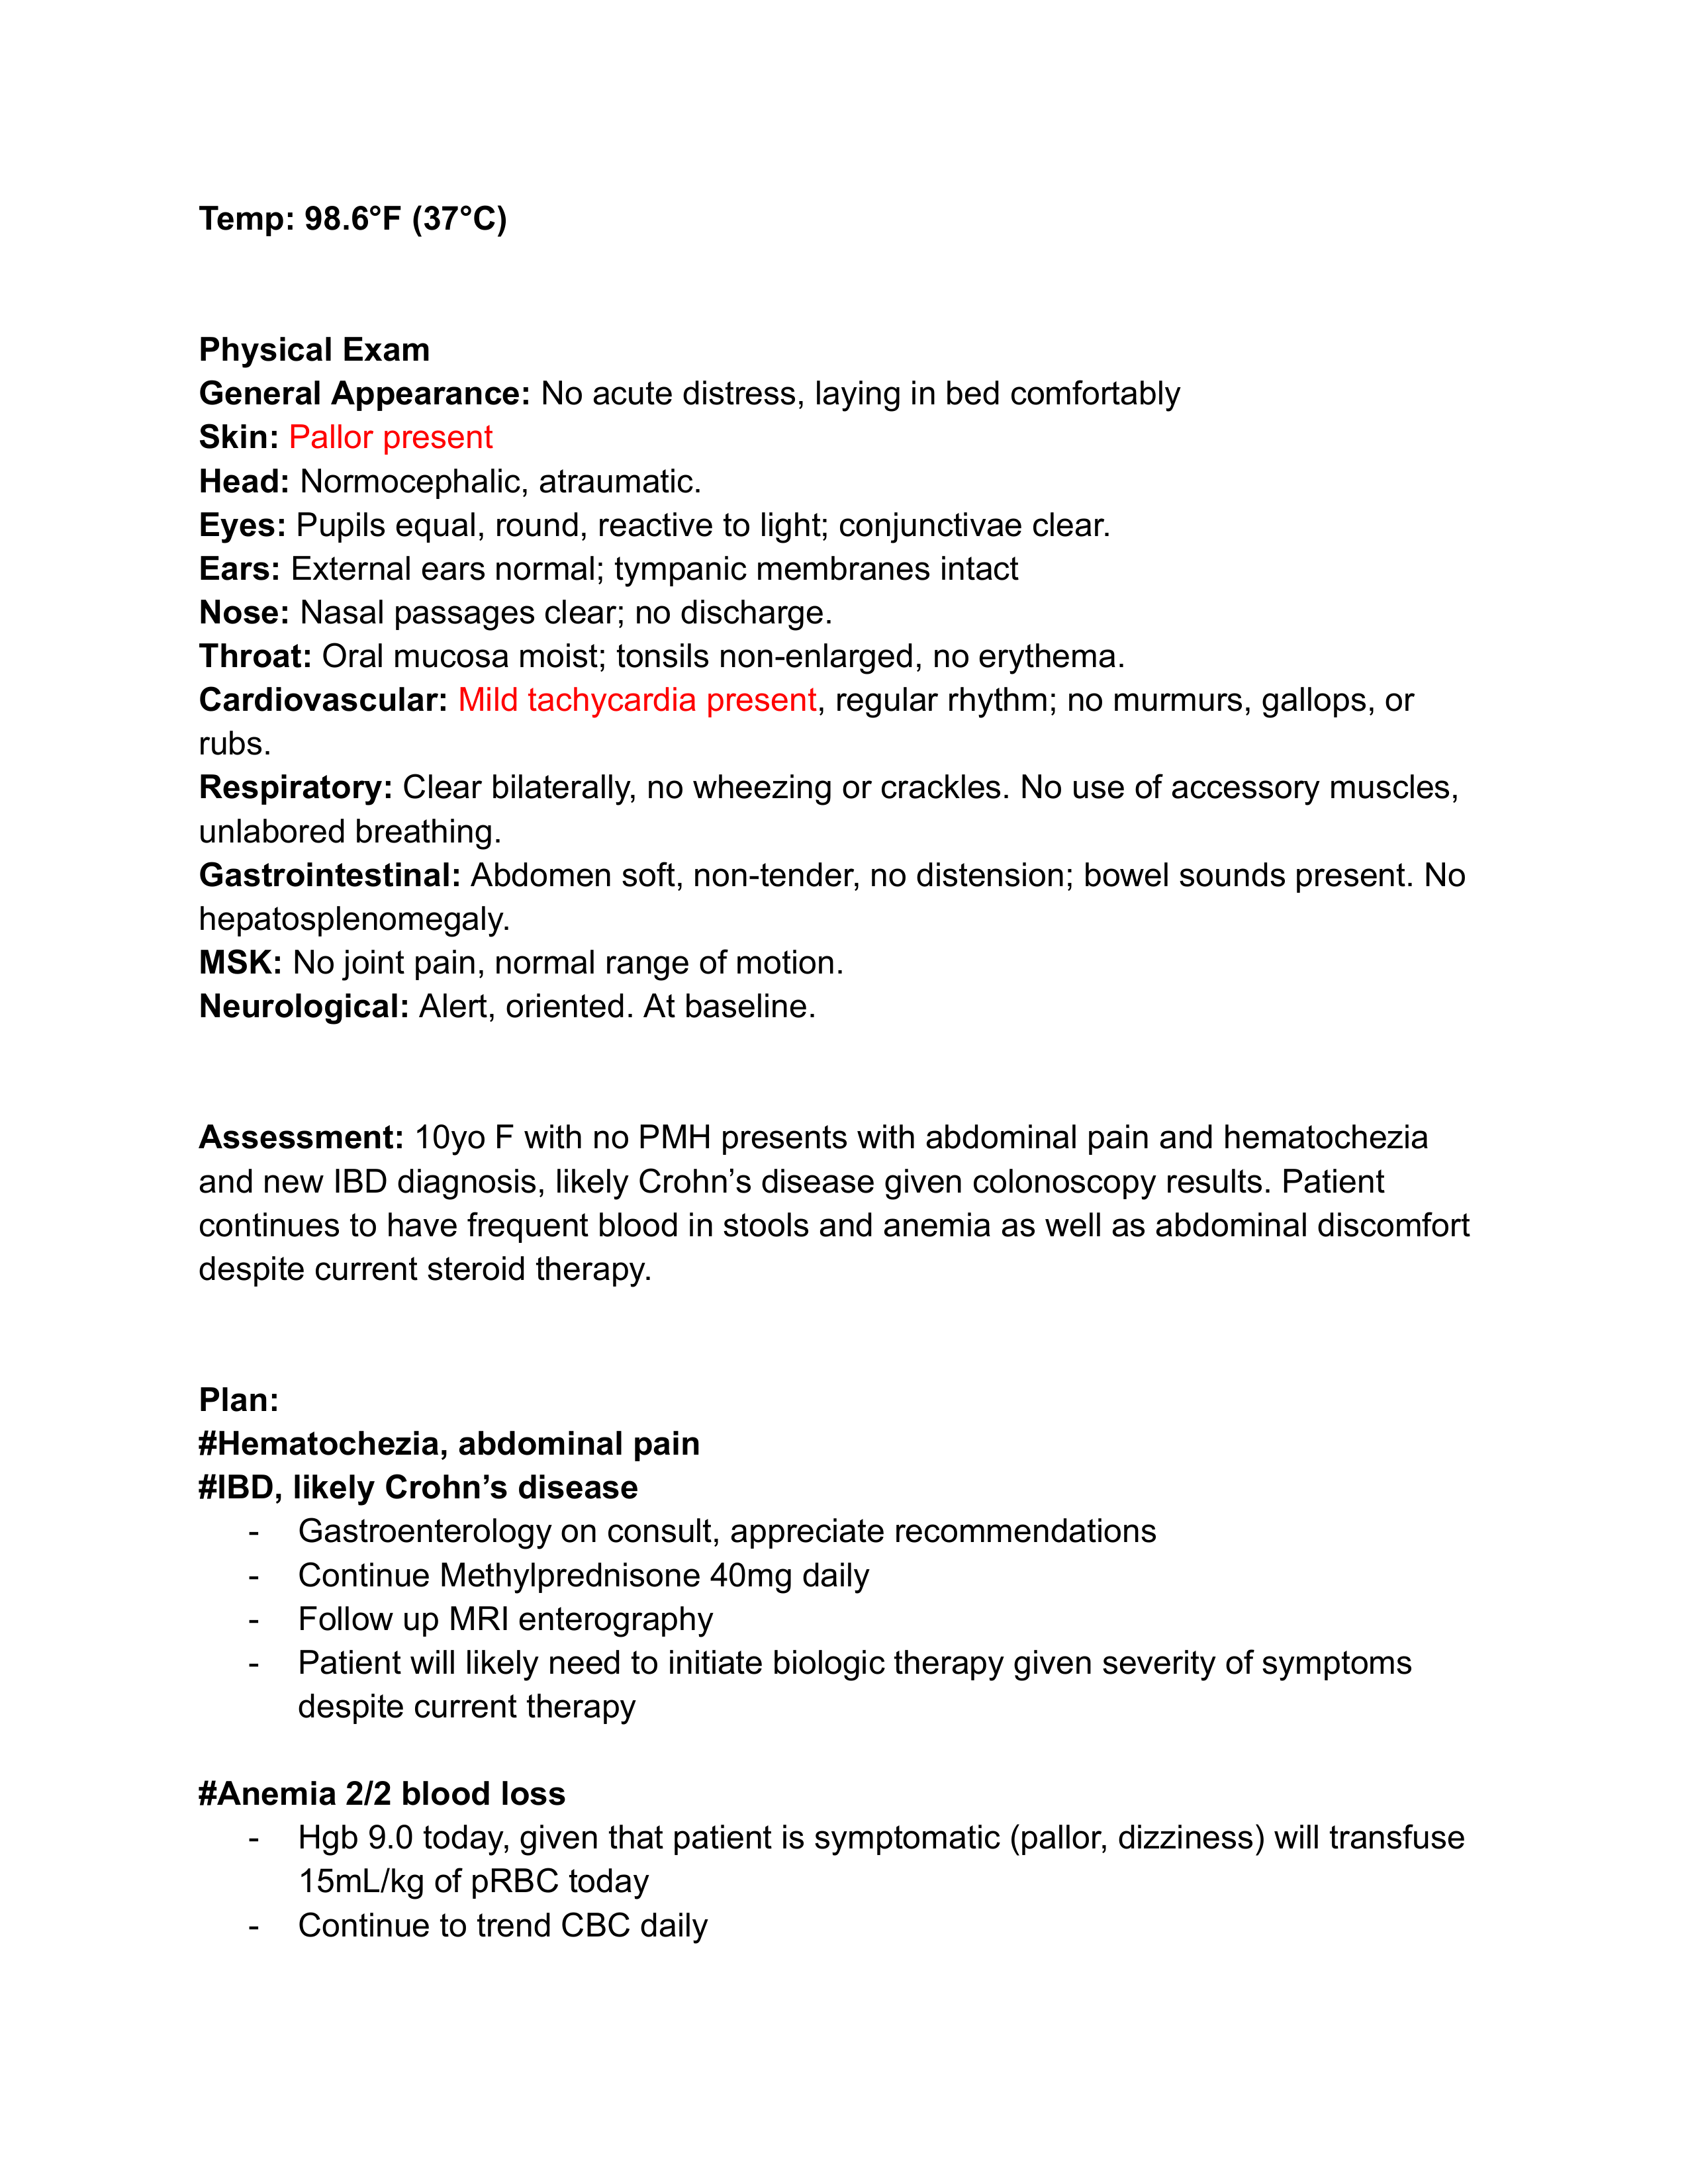 Temp: 98.6°F (37°C)
Physical Exam
General Appearance: No acute distress, laying in bed comfortably
Skin: Pallor present
Head: Normocephalic, atraumatic.
Eyes: Pupils equal, round, reactive to light; conjunctivae clear.
Ears: External ears normal; tympanic membranes intact
Nose: Nasal passages clear; no discharge.
Throat: Oral mucosa moist; tonsils non-enlarged, no erythema.
Cardiovascular: Mild tachycardia present, regular rhythm; no murmurs, gallops, or
rubs.
Respiratory: Clear bilaterally, no wheezing or crackles. No use of accessory muscles,
unlabored breathing.
Gastrointestinal: Abdomen soft, non-tender, no distension; bowel sounds present. No
hepatosplenomegaly.
MSK: No joint pain, normal range of motion.
Neurological: Alert, oriented. At baseline.
Assessment: 10yo F with no PMH presents with abdominal pain and hematochezia
and new IBD diagnosis, likely Crohn’s disease given colonoscopy results. Patient
continues to have frequent blood in stools and anemia as well as abdominal discomfort
despite current steroid therapy.
Plan:
#Hematochezia, abdominal pain
#IBD, likely Crohn’s disease
- Gastroenterology on consult, appreciate recommendations
- Continue Methylprednisone 40mg daily
- Follow up MRI enterography
- Patient will likely need to initiate biologic therapy given severity of symptoms
despite current therapy
#Anemia 2/2 blood loss
- Hgb 9.0 today, given that patient is symptomatic (pallor, dizziness) will transfuse
15mL/kg of pRBC today
- Continue to trend CBC daily